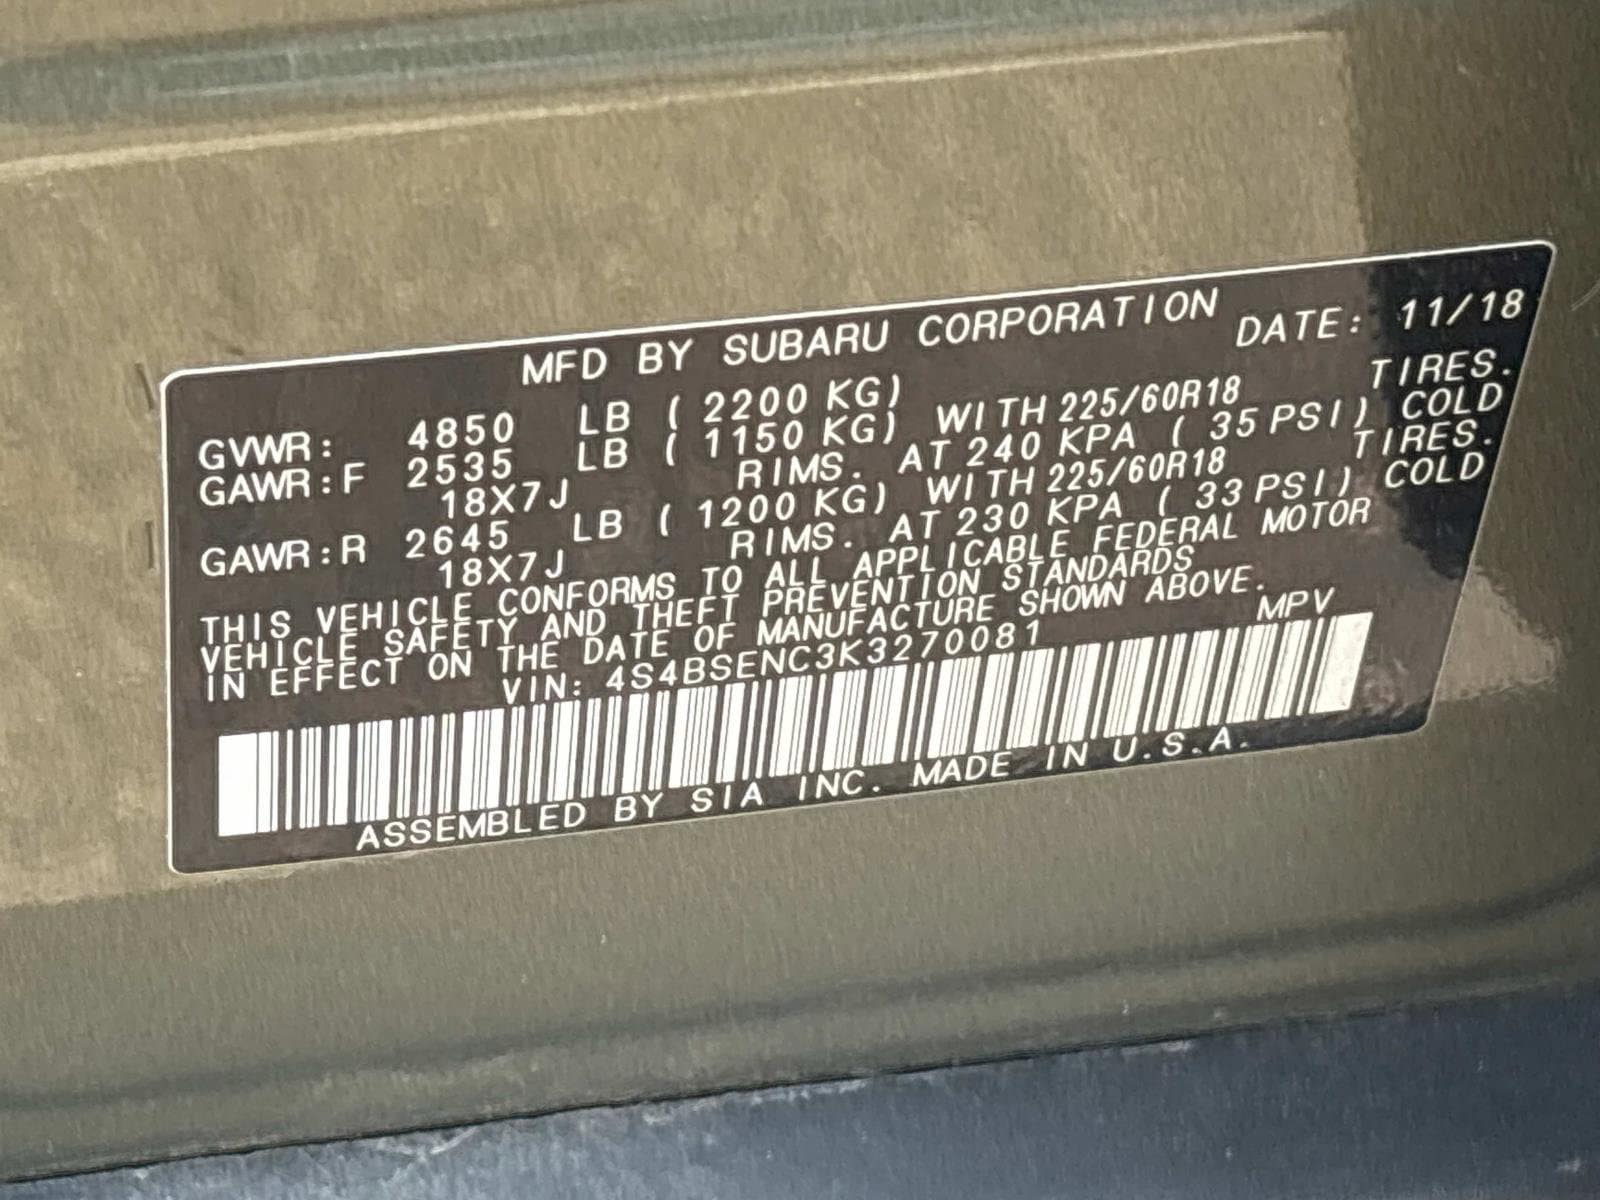 MFD BY SUBARU CORPORATION DATE: 11/18
GVWR: 4850 LB ( 2200 KG)
GAWR:F 2535 LB ( 1150 KG) WITH 225/60R18 TIRES.
18X7J RIMS. AT 240 KPA ( 35 PSI) COLD
GAWR:R 2645 LB ( 1200 KG) WITH 225/60R18 TIRES.
18X7J RIMS. AT 230 KPA ( 33 PSI) COLD
THIS VEHICLE CONFORMS TO ALL APPLICABLE FEDERAL MOTOR
VEHICLE SAFETY AND THEFT PREVENTION STANDARDS
IN EFFECT ON THE DATE OF MANUFACTURE SHOWN ABOVE.
VIN: 4S4BSENC3K3270081 MPV
ASSEMBLED BY SIA INC. MADE IN U.S.A.